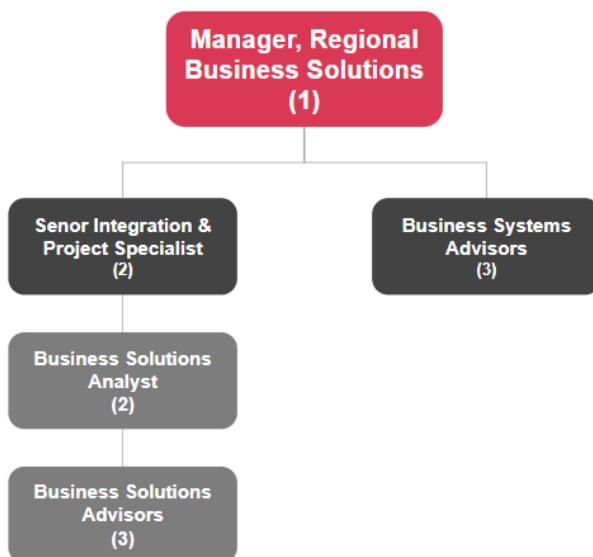 Manager, Regional
Business Solutions
(1)
Senor Integration &
Project Specialist
(2)
Business Systems
Advisors
(3)
Business Solutions
Analyst
(2)
Business Solutions
Advisors
(3)